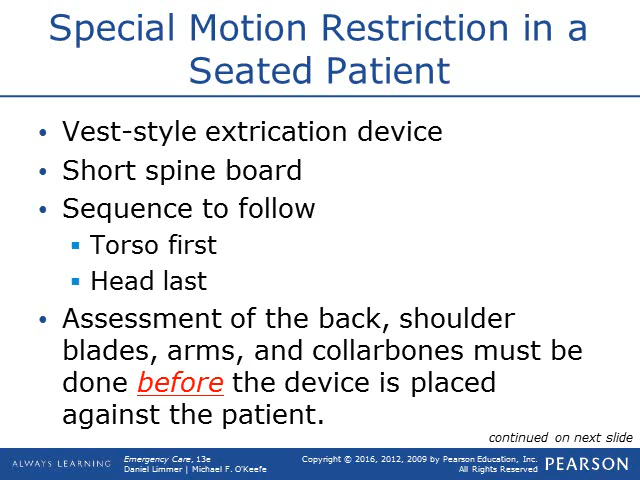 Special Motion Restriction in a
Seated Patient
• Vest-style extrication device
• Short spine board
• Sequence to follow
▪ Torso first
▪ Head last
• Assessment of the back, shoulder
blades, arms, and collarbones must be
done before the device is placed
against the patient.
continued on next slide
ALWAYS LEARNING
Emergency Care, 13e
Daniel Limmer | Michael F. O'Keefe
Copyright © 2016, 2012, 2009 by Pearson Education, Inc.
All Rights Reserved
PEARSON